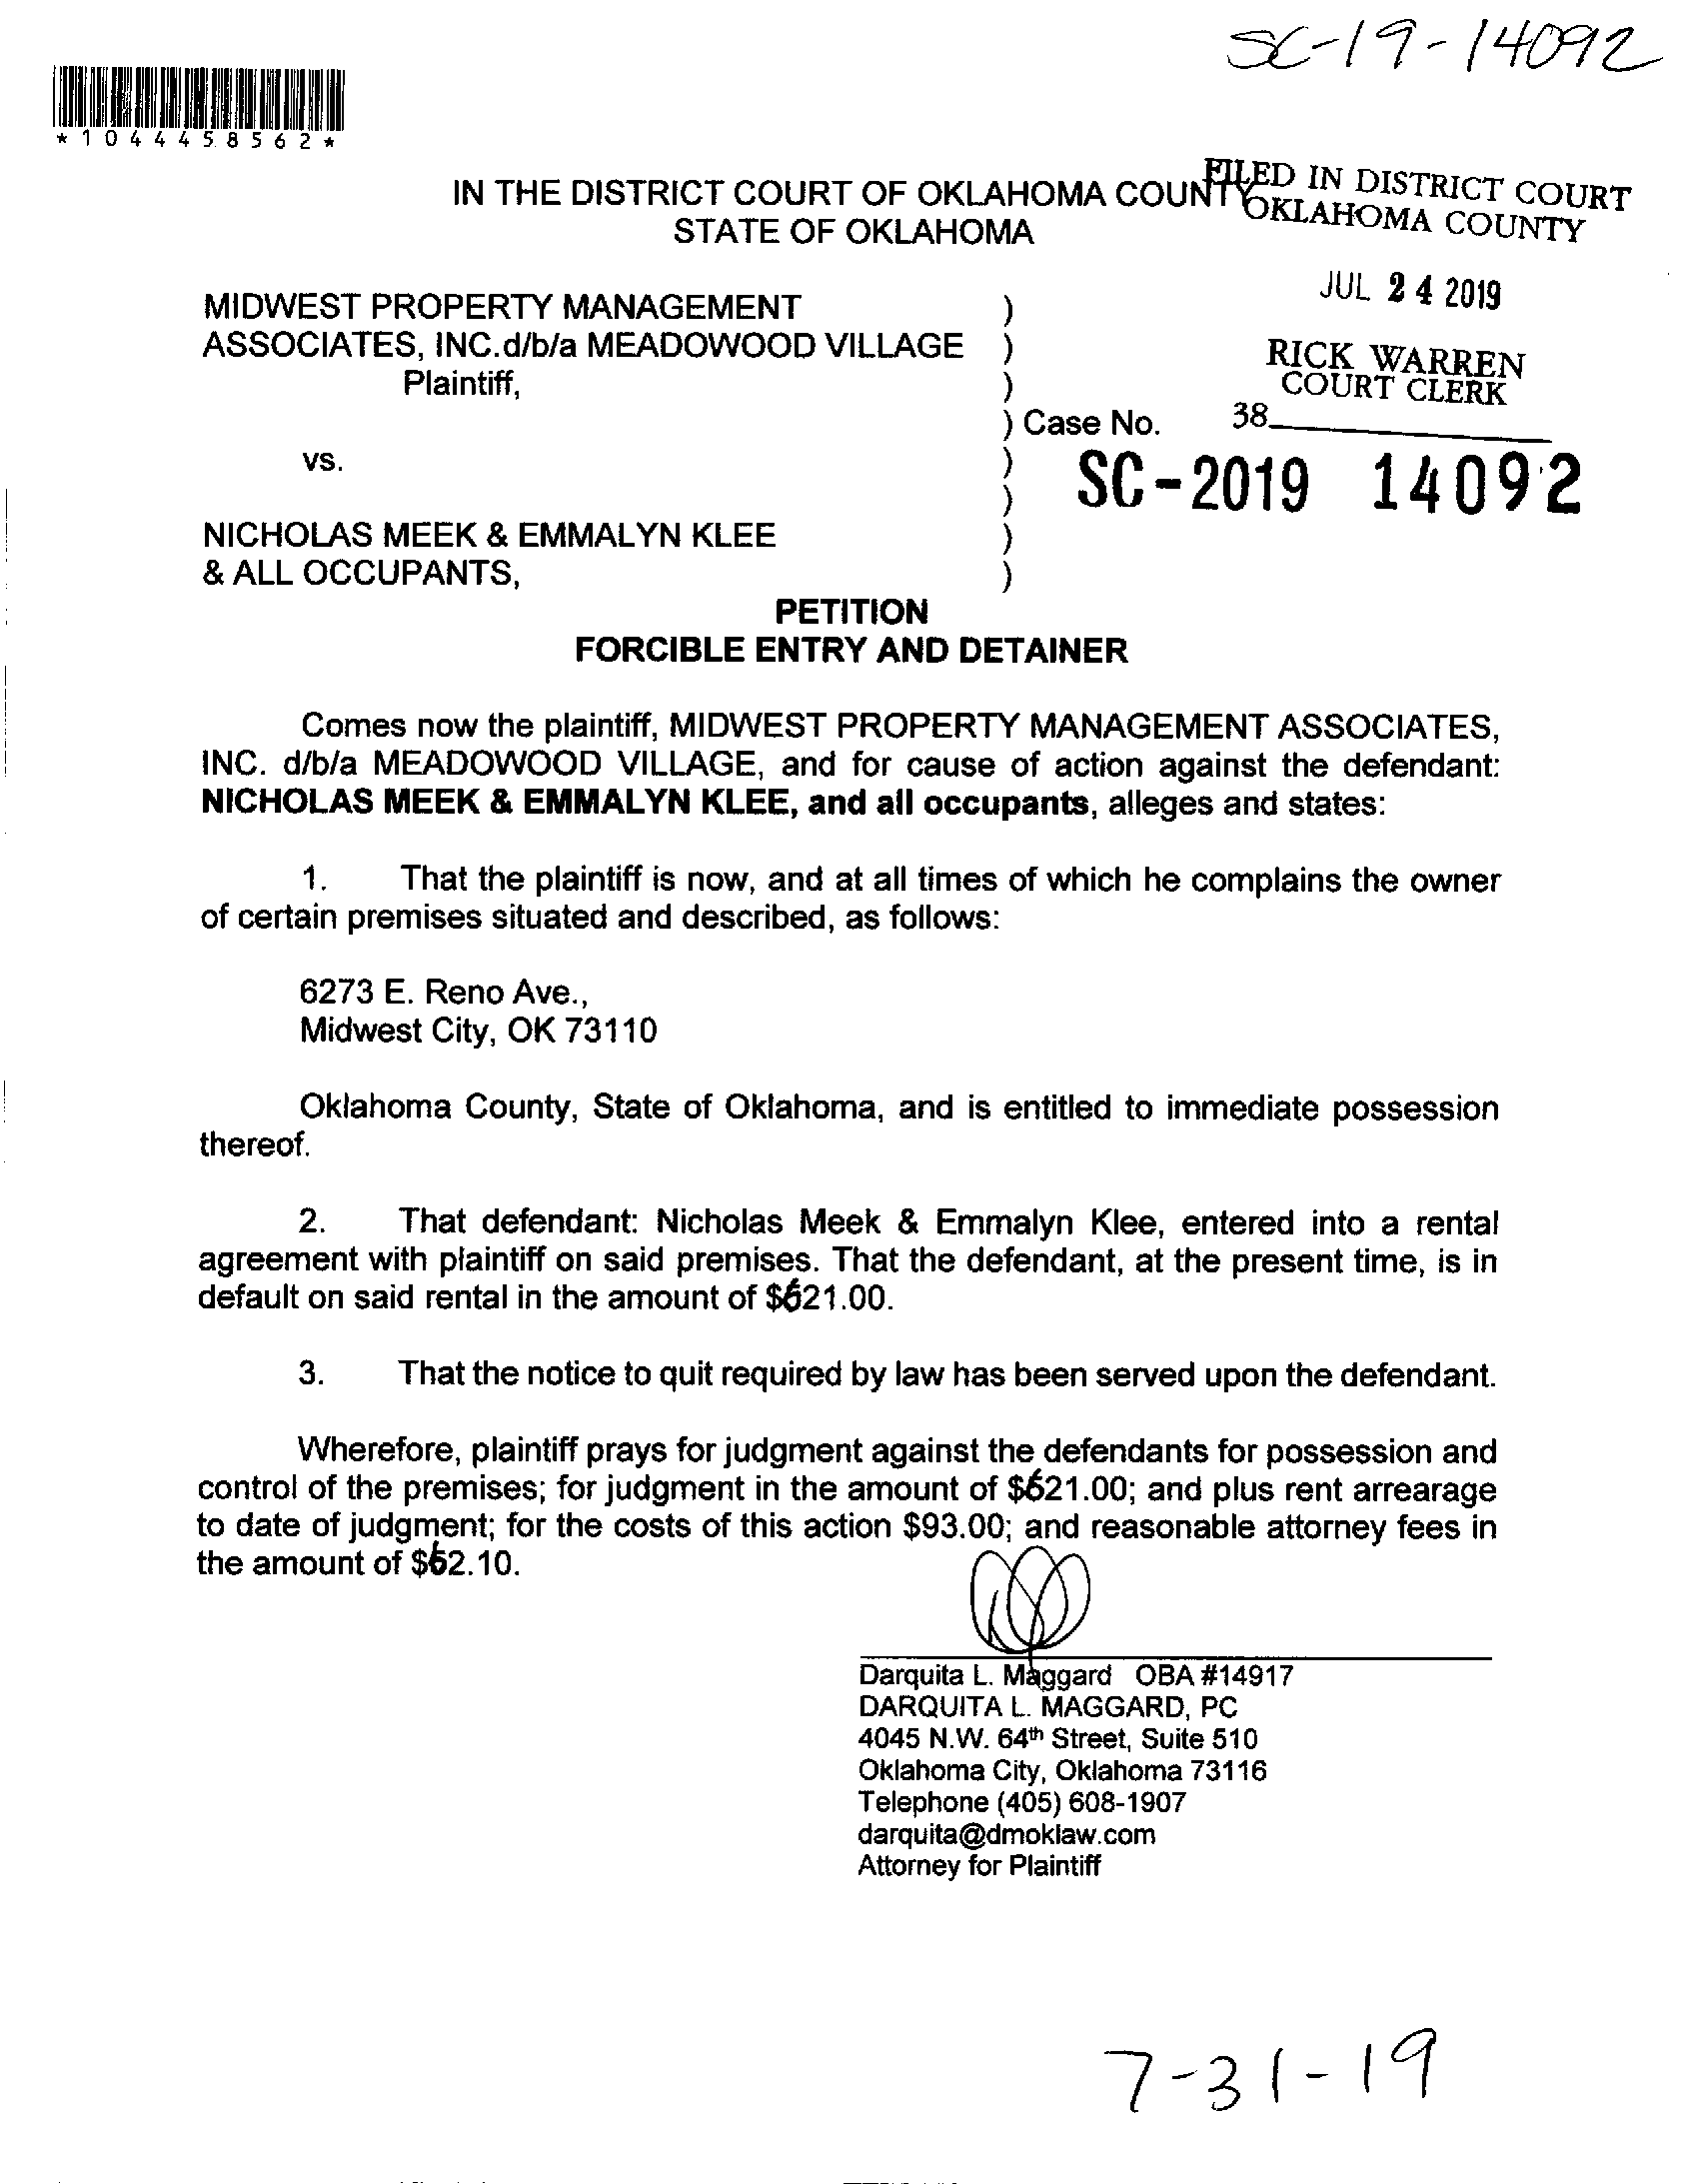 SC-19-14092
*1044458562*
IN THE DISTRICT COURT OF OKLAHOMA COUNTY
STATE OF OKLAHOMA
FILED IN DISTRICT COURT
OKLAHOMA COUNTY
JUL 24 2019
RICK WARREN
COURT CLERK
38
MIDWEST PROPERTY MANAGEMENT )
ASSOCIATES, INC.d/b/a MEADOWOOD VILLAGE )
Plaintiff, )
) Case No.
vs. ) SC-2019 14092
)
NICHOLAS MEEK & EMMALYN KLEE )
& ALL OCCUPANTS, )
PETITION
FORCIBLE ENTRY AND DETAINER
Comes now the plaintiff, MIDWEST PROPERTY MANAGEMENT ASSOCIATES,
INC. d/b/a MEADOWOOD VILLAGE, and for cause of action against the defendant:
NICHOLAS MEEK & EMMALYN KLEE, and all occupants, alleges and states:
1. That the plaintiff is now, and at all times of which he complains the owner
of certain premises situated and described, as follows:
6273 E. Reno Ave.,
Midwest City, OK 73110
Oklahoma County, State of Oklahoma, and is entitled to immediate possession
thereof.
2. That defendant: Nicholas Meek & Emmalyn Klee, entered into a rental
agreement with plaintiff on said premises. That the defendant, at the present time, is in
default on said rental in the amount of $621.00.
3. That the notice to quit required by law has been served upon the defendant.
Wherefore, plaintiff prays for judgment against the defendants for possession and
control of the premises; for judgment in the amount of $621.00; and plus rent arrearage
to date of judgment; for the costs of this action $93.00; and reasonable attorney fees in
the amount of $62.10.
Darquita L. Maggard OBA #14917
DARQUITA L. MAGGARD, PC
4045 N.W. 64th Street, Suite 510
Oklahoma City, Oklahoma 73116
Telephone (405) 608-1907
darquita@dmoklaw.com
Attorney for Plaintiff
7-31-19